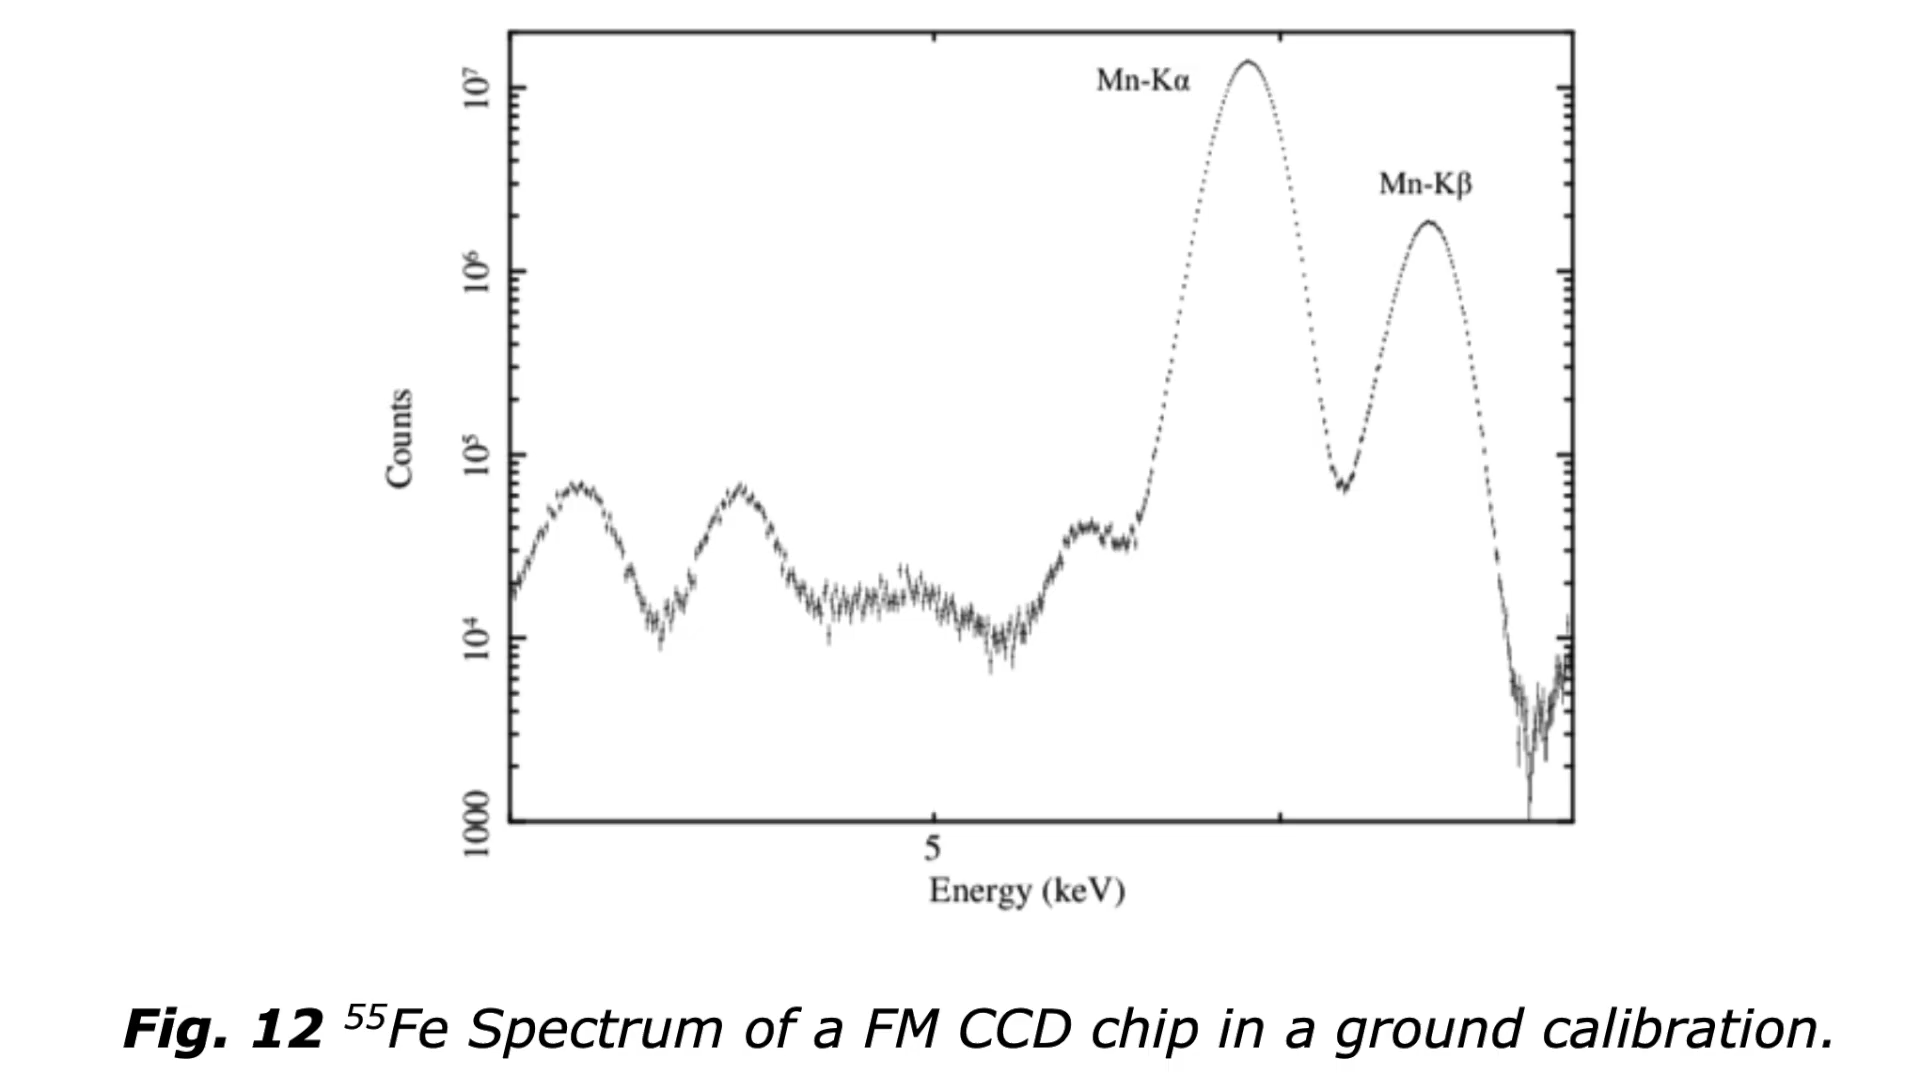 Mn-Kα
Mn-Kβ
10⁷
10⁶
10⁵
10⁴
1000
Counts
5
Energy (keV)
Fig. 12 ⁵⁵Fe Spectrum of a FM CCD chip in a ground calibration.